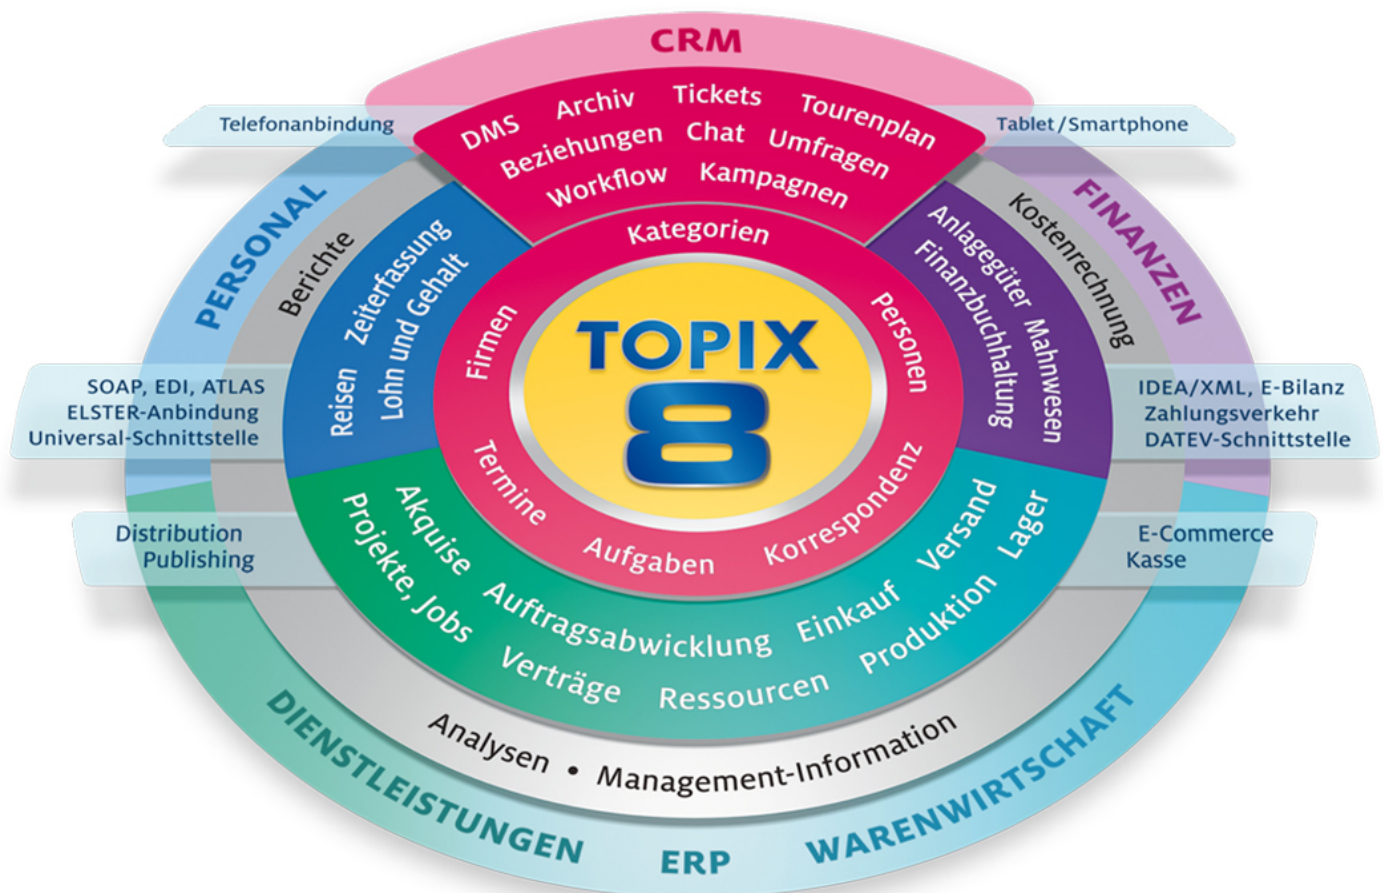 CRM
DMS Archiv Tickets Tourenplan
Beziehungen Chat Umfragen
Workflow Kampagnen
Telefonanbindung
Tablet/Smartphone
PERSONAL
Berichte
Reisen Zeiterfassung
Lohn und Gehalt
FINANZEN
Kostenrechnung
Anlagegüter Mahnwesen
Finanzbuchhaltung
Kategorien
Firmen
Personen
TOPIX
8
Termine
Aufgaben
Korrespondenz
SOAP, EDI, ATLAS
ELSTER-Anbindung
Universal-Schnittstelle
IDEA/XML, E-Bilanz
Zahlungsverkehr
DATEV-Schnittstelle
Distribution
Publishing
E-Commerce
Kasse
Akquise Auftragsabwicklung Einkauf Versand
Projekte, Jobs Verträge Ressourcen Produktion Lager
Analysen • Management-Information
DIENSTLEISTUNGEN
ERP
WARENWIRTSCHAFT